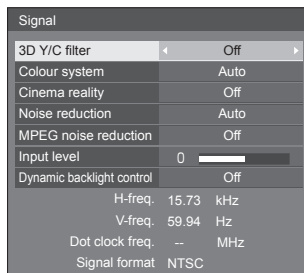 Signal
3D Y/C filter Off
Colour system Auto
Cinema reality Off
Noise reduction Auto
MPEG noise reduction Off
Input level 0
Dynamic backlight control Off
H-freq. 15.73 kHz
V-freq. 59.94 Hz
Dot clock freq. -- MHz
Signal format NTSC